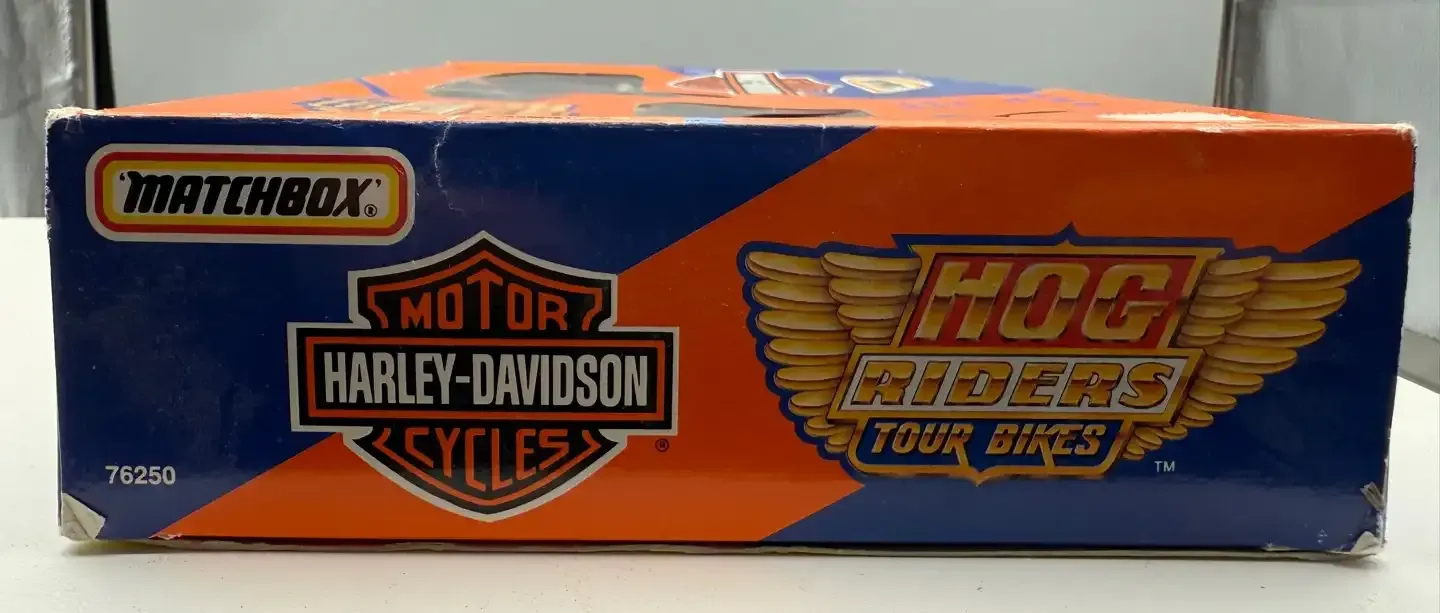 'MATCHBOX'®
MOTOR
HARLEY-DAVIDSON
CYCLES
®
76250
HOG
RIDERS
TOUR BIKES
TM